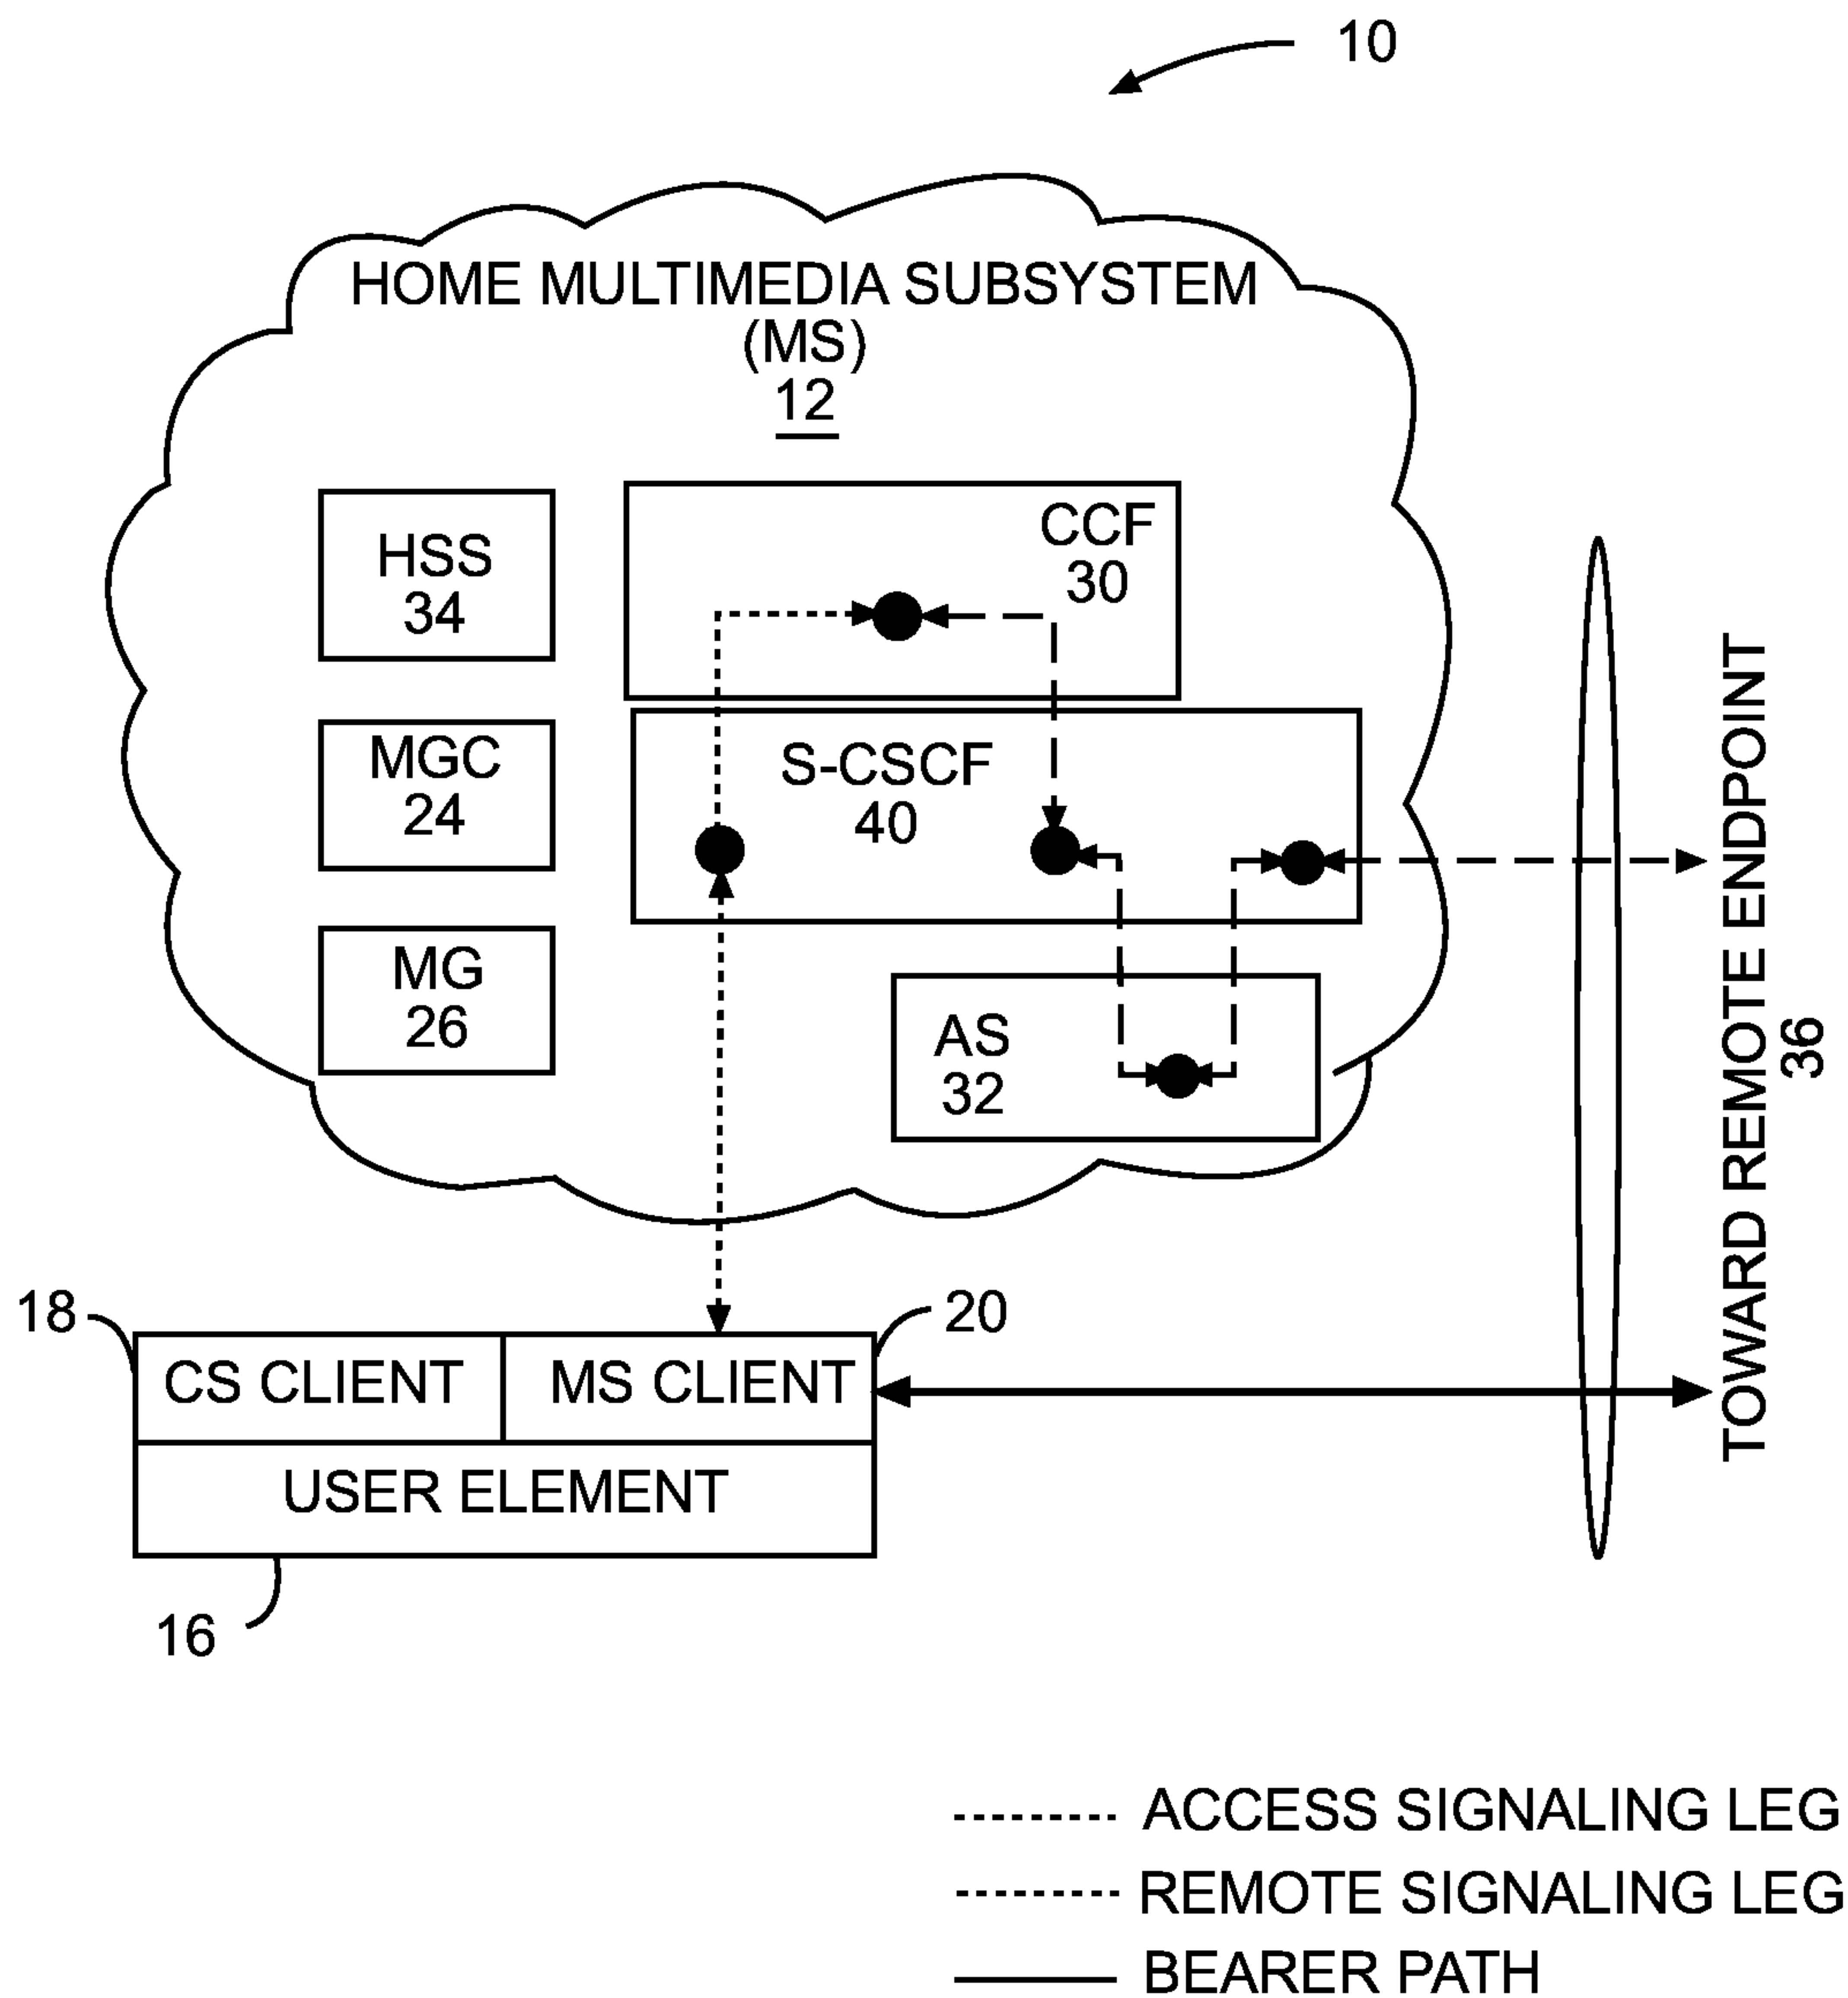 10
HOME MULTIMEDIA SUBSYSTEM
(MS)
12
HSS
34
CCF
30
MGC
24
S-CSCF
40
MG
26
AS
32
TOWARD REMOTE ENDPOINT
36
18
20
CS CLIENT
MS CLIENT
USER ELEMENT
16
ACCESS SIGNALING LEG
REMOTE SIGNALING LEG
BEARER PATH